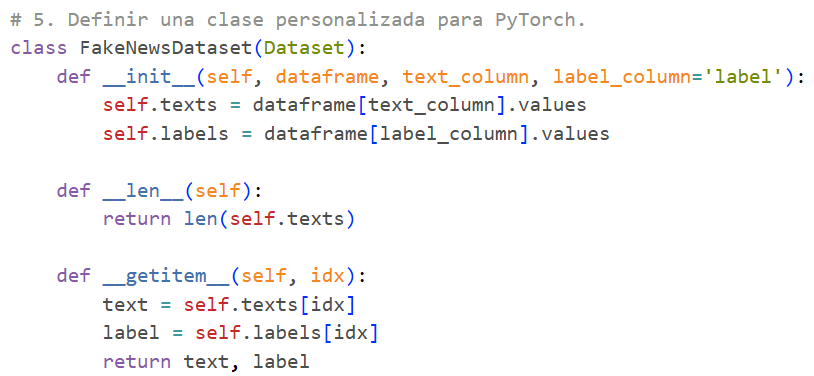 # 5. Definir una clase personalizada para PyTorch.
class FakeNewsDataset(Dataset):
    def __init__(self, dataframe, text_column, label_column='label'):
        self.texts = dataframe[text_column].values
        self.labels = dataframe[label_column].values

    def __len__(self):
        return len(self.texts)

    def __getitem__(self, idx):
        text = self.texts[idx]
        label = self.labels[idx]
        return text, label